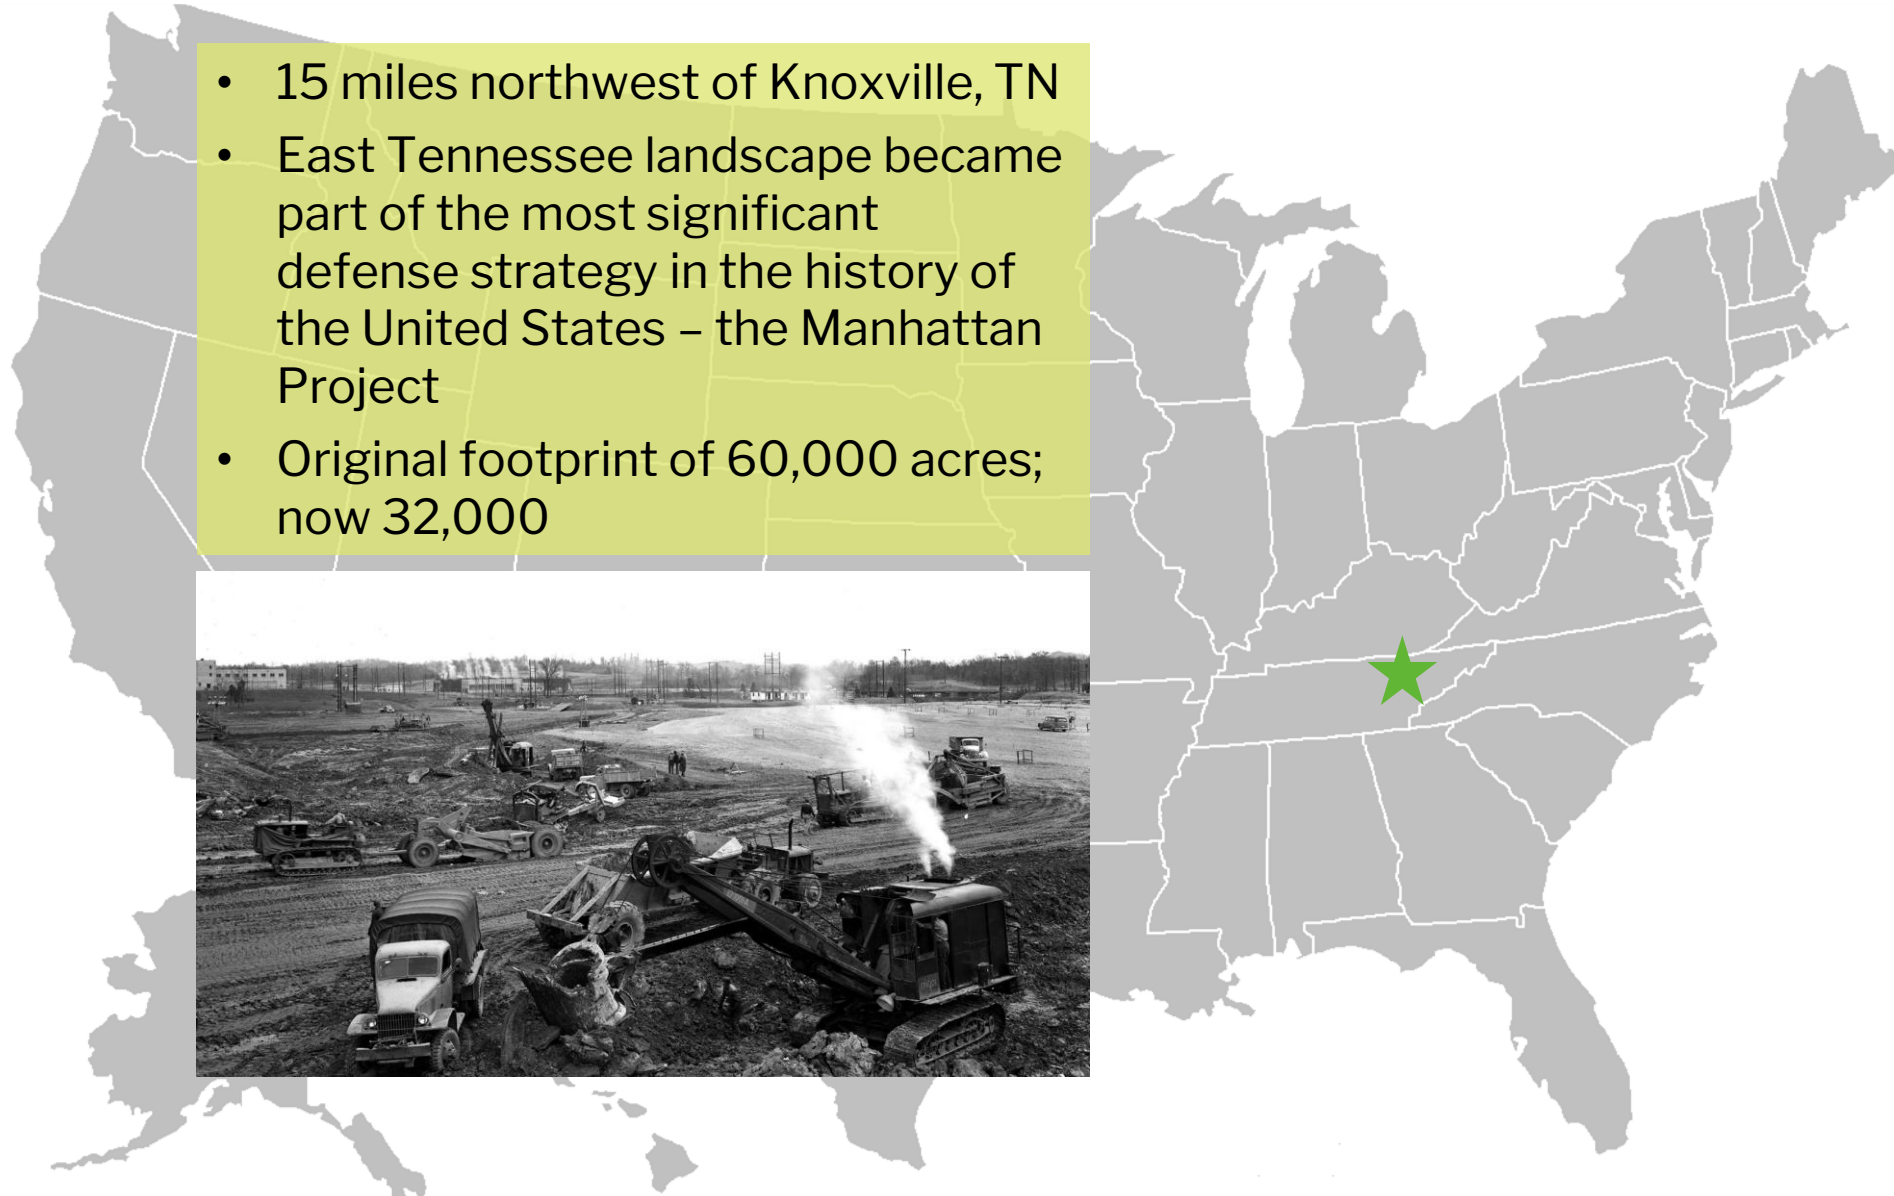 • 15 miles northwest of Knoxville, TN
• East Tennessee landscape became
part of the most significant
defense strategy in the history of
the United States – the Manhattan
Project
• Original footprint of 60,000 acres;
now 32,000